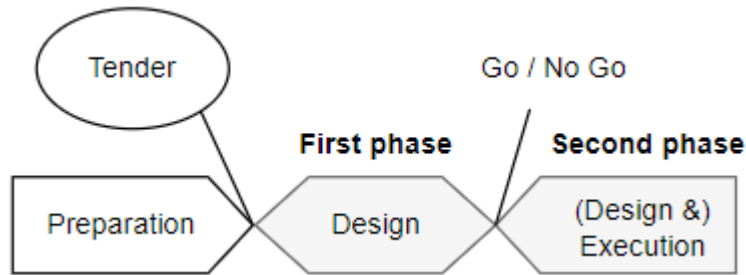 Tender
Go / No Go
First phase
Second phase
Preparation
Design
(Design &)
Execution